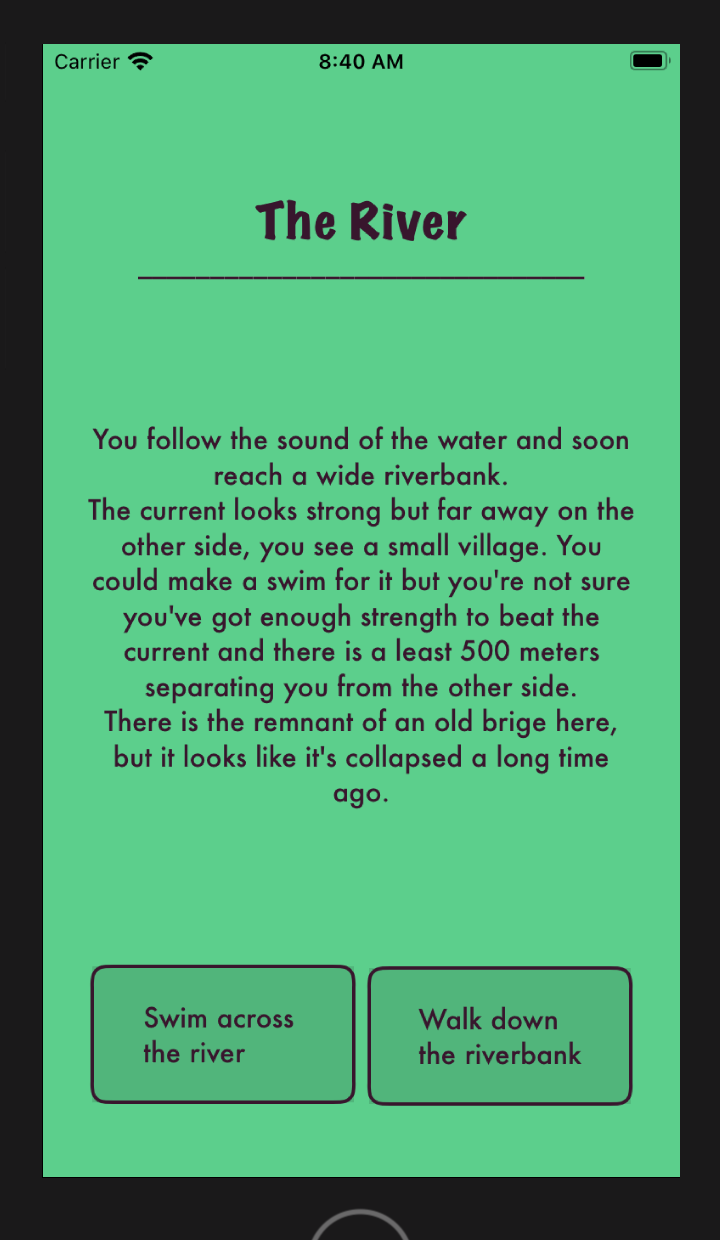 Carrier 8:40 AM
The River
You follow the sound of the water and soon
reach a wide riverbank.
The current looks strong but far away on the
other side, you see a small village. You
could make a swim for it but you're not sure
you've got enough strength to beat the
current and there is a least 500 meters
separating you from the other side.
There is the remnant of an old brige here,
but it looks like it's collapsed a long time
ago.
Swim across
the river
Walk down
the riverbank